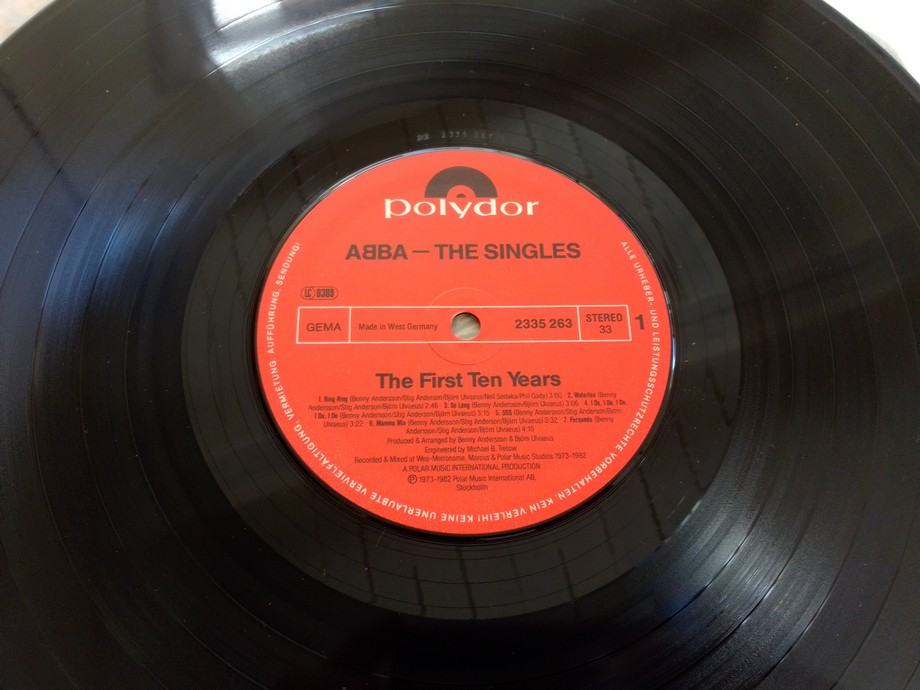 2335 263
polydor
ABBA — THE SINGLES
LC 0309
GEMA
Made in West Germany
2335 263
STEREO
33
1
The First Ten Years
1. Ring Ring (Benny Andersson/Stig Anderson/Björn Ulvaeus/Neil Sedaka/Phil Cody) 3:06 2. Waterloo (Benny
Andersson/Stig Anderson/Björn Ulvaeus) 2:46 - 3. So Long (Benny Andersson/Björn Ulvaeus) 3:06 4. I Do, I Do, I Do,
I Do, I Do (Benny Andersson/Stig Anderson/Björn Ulvaeus) 3:15 5. SOS (Benny Andersson/Stig Anderson/Björn
Ulvaeus) 3:22 - 6. Mamma Mia (Benny Andersson/Stig Anderson/Björn Ulvaeus) 3:32 7. Fernando (Benny
Andersson/Stig Anderson/Björn Ulvaeus) 4:15
Produced & Arranged by Benny Andersson & Björn Ulvaeus
Engineered by Michael B. Tretow
Recorded & Mixed at Wea-Metronome, Marcus & Polar Music Studios 1973-1982
A POLAR MUSIC INTERNATIONAL PRODUCTION
℗ 1973-1982 Polar Music International AB,
Stockholm
ALLE URHEBER- UND LEISTUNGSSCHUTZRECHTE VORBEHALTEN. KEIN VERLEIH! KEINE UNERLAUBTE VERVIELFÄLTIGUNG, VERMIETUNG, AUFFÜHRUNG, SENDUNG!